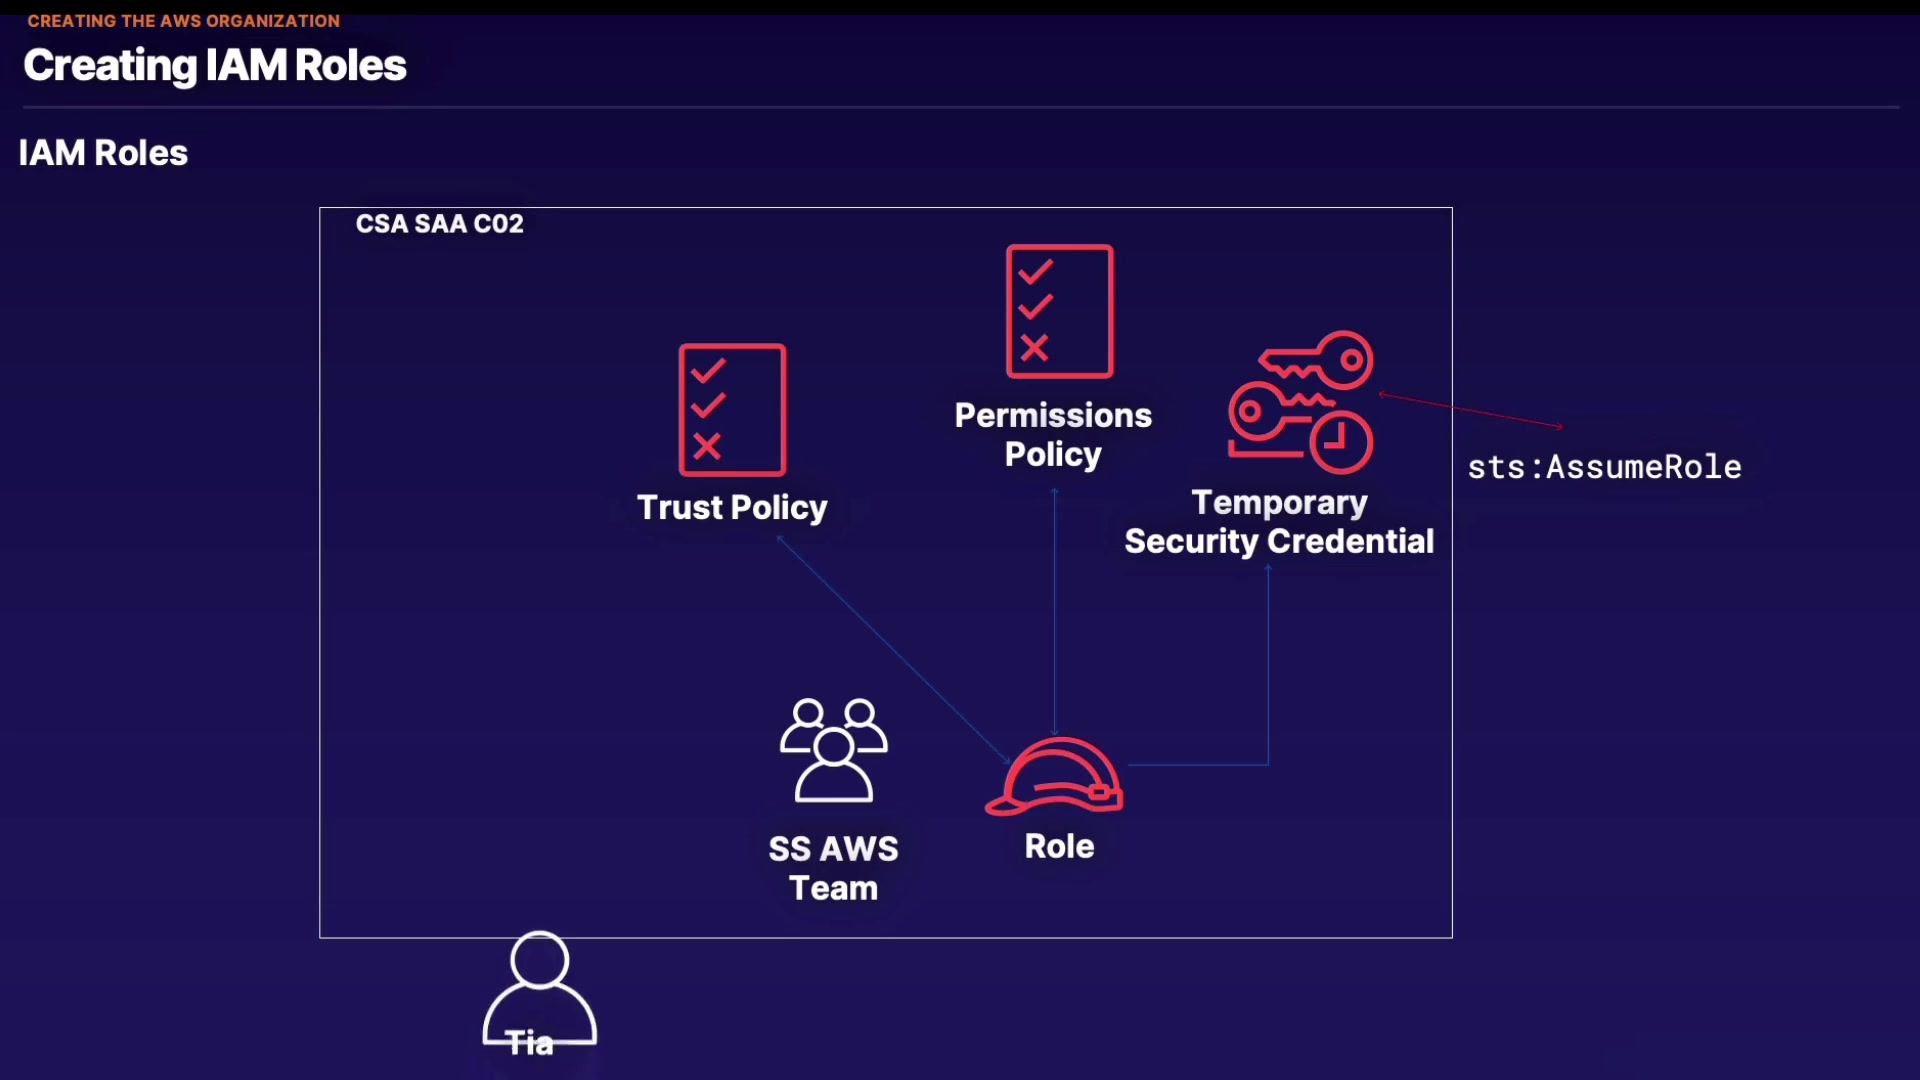 CREATING THE AWS ORGANIZATION
Creating IAM Roles
IAM Roles
CSA SAA C02
Trust Policy
Permissions
Policy
Temporary
Security Credential
sts:AssumeRole
SS AWS
Team
Role
Tia